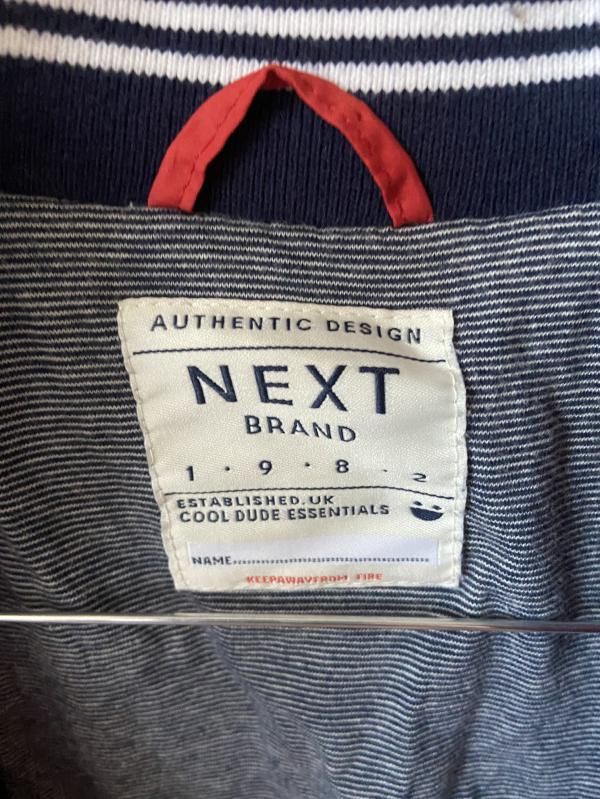 AUTHENTIC DESIGN
NEXT
BRAND
1 · 9 · 8 · 2
ESTABLISHED.UK
COOL DUDE ESSENTIALS
NAME................................................
KEEPAWAYFROM FIRE